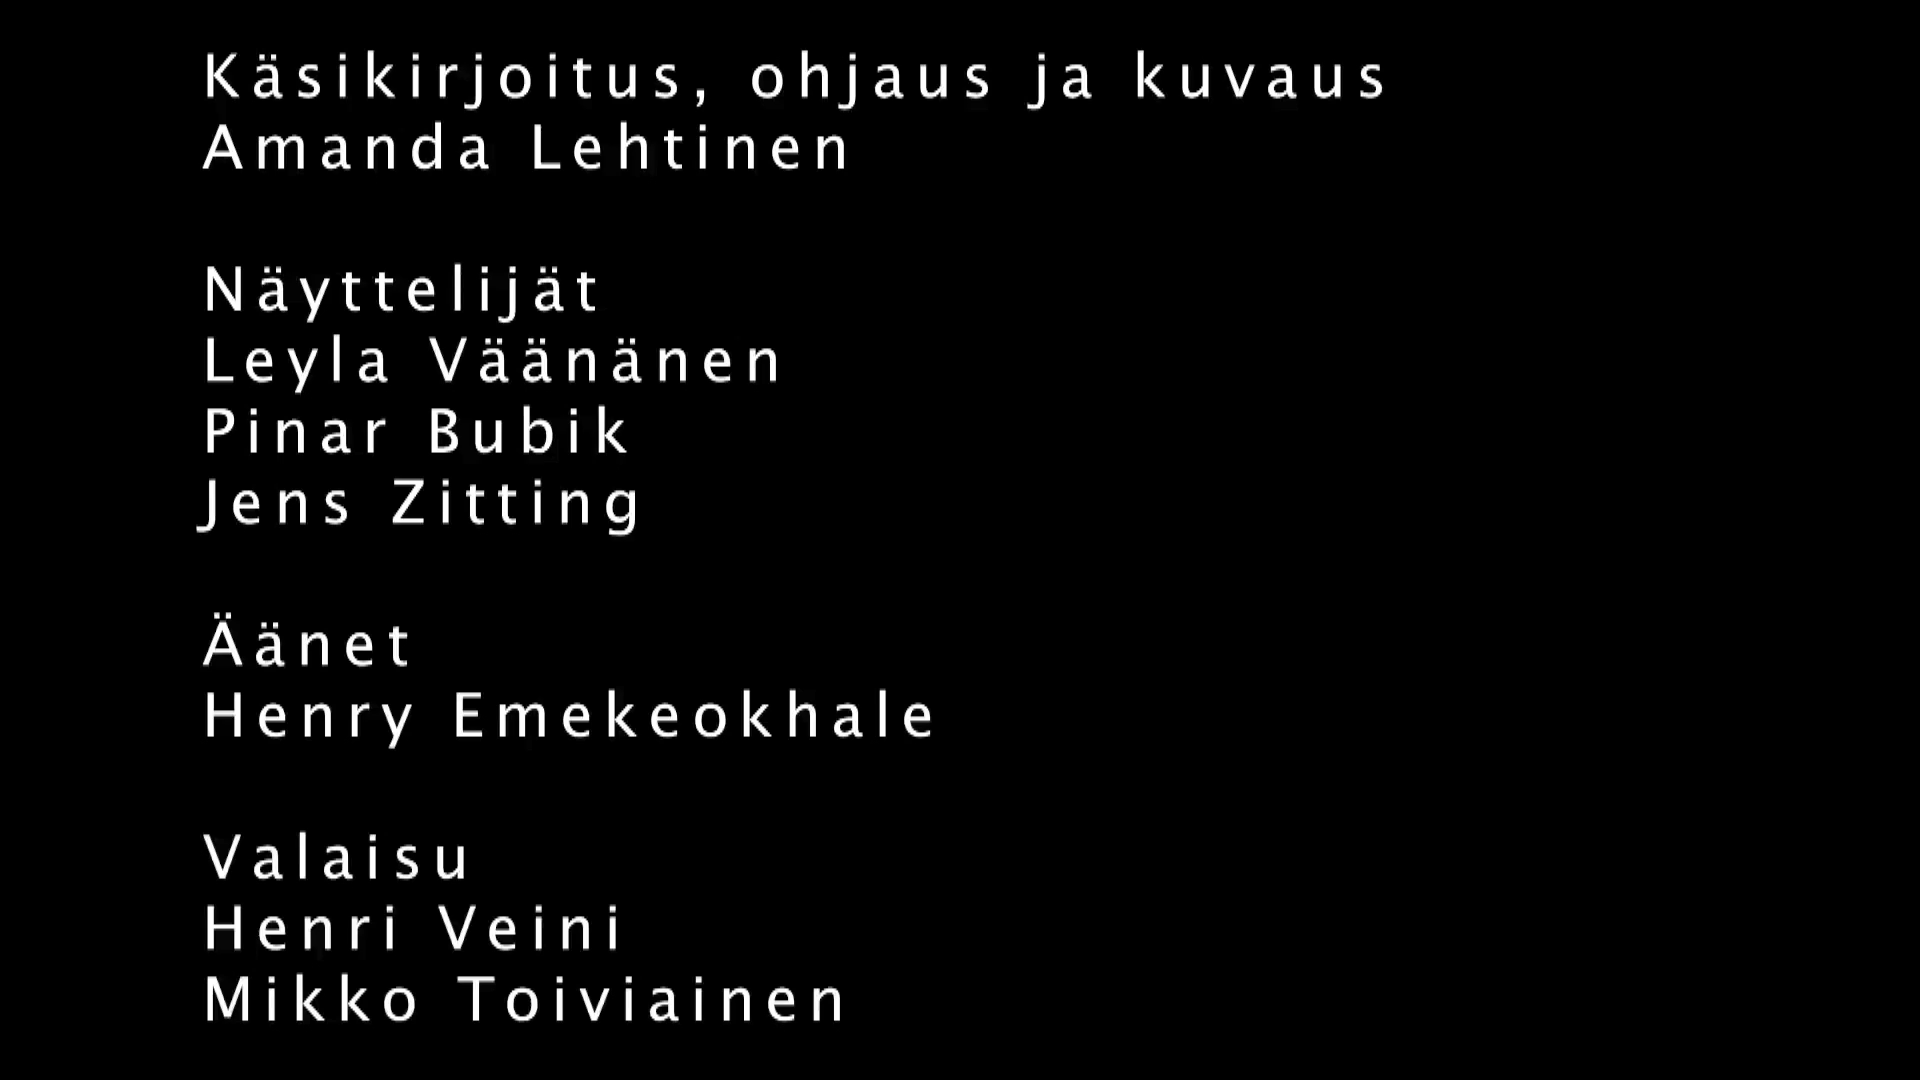 Käsikirjoitus, ohjaus ja kuvaus
Amanda Lehtinen
Näyttelijät
Leyla Väänänen
Pinar Bubik
Jens Zitting
Äänet
Henry Emekeokhale
Valaisu
Henri Veini
Mikko Toiviainen